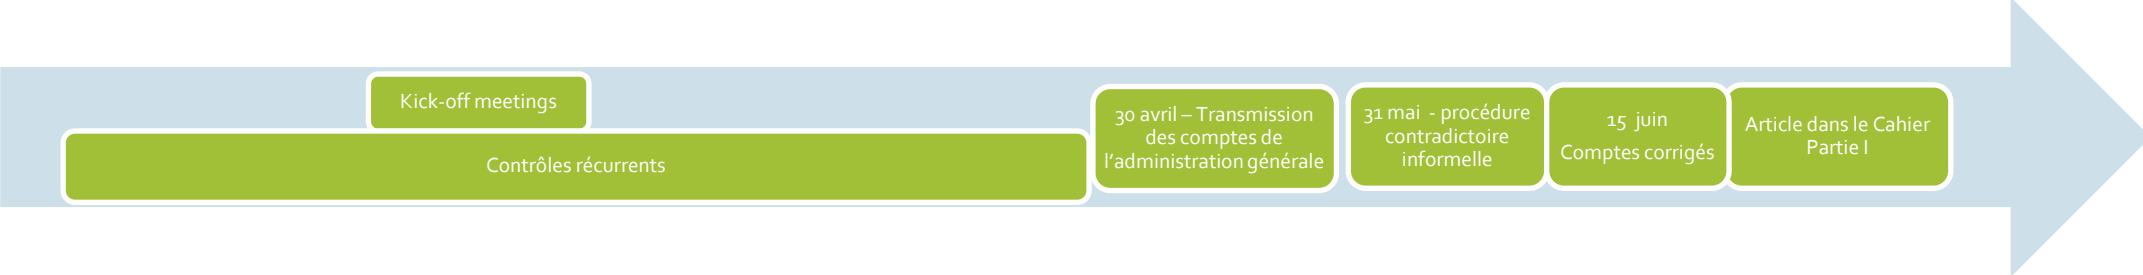 Kick-off meetings
Contrôles récurrents
30 avril – Transmission
des comptes de
l’administration générale
31 mai - procédure
contradictoire
informelle
15 juin
Comptes corrigés
Article dans le Cahier
Partie I